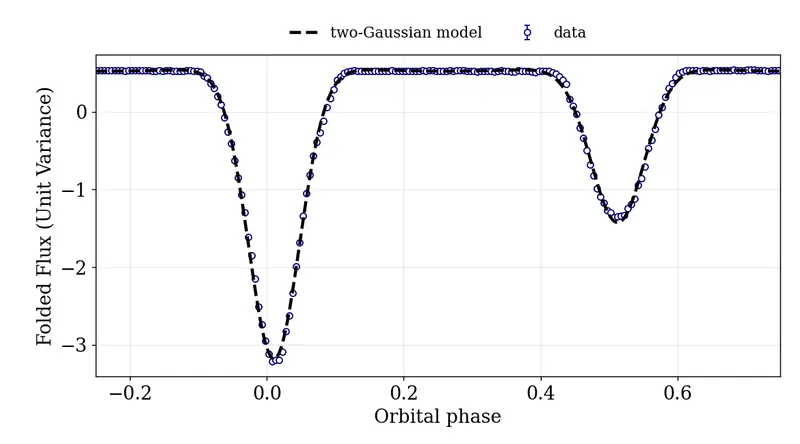 two-Gaussian model
data
Folded Flux (Unit Variance)
0
−1
−2
−3
−0.2
0.0
0.2
0.4
0.6
Orbital phase